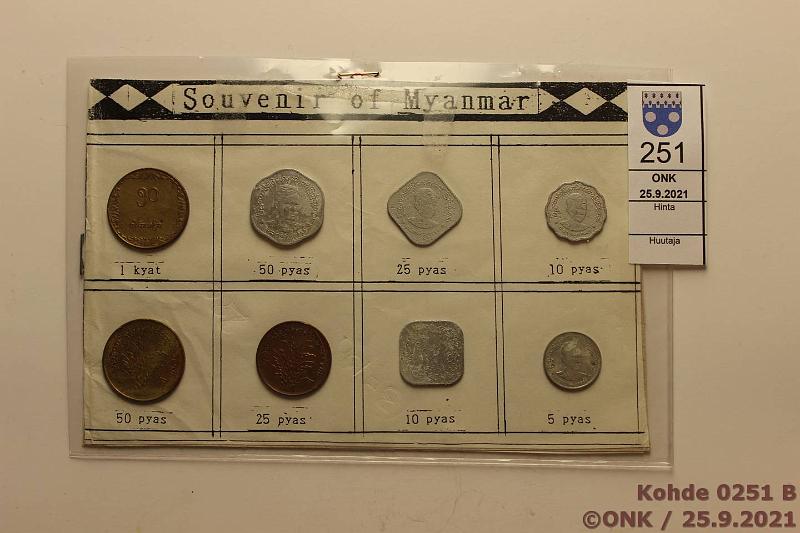 Souvenir of Myanmar
251
ONK
25.9.2021
Hinta
Huutaja
1 kyat
50 pyas
25 pyas
10 pyas
50 pyas
25 pyas
10 pyas
5 pyas
Kohde 0251 B
©ONK / 25.9.2021